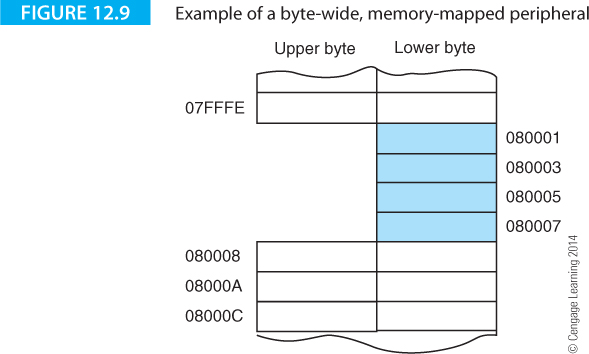 FIGURE 12.9 Example of a byte-wide, memory-mapped peripheral
Upper byte Lower byte
07FFFE
080001
080003
080005
080007
080008
08000A
08000C
© Cengage Learning 2014